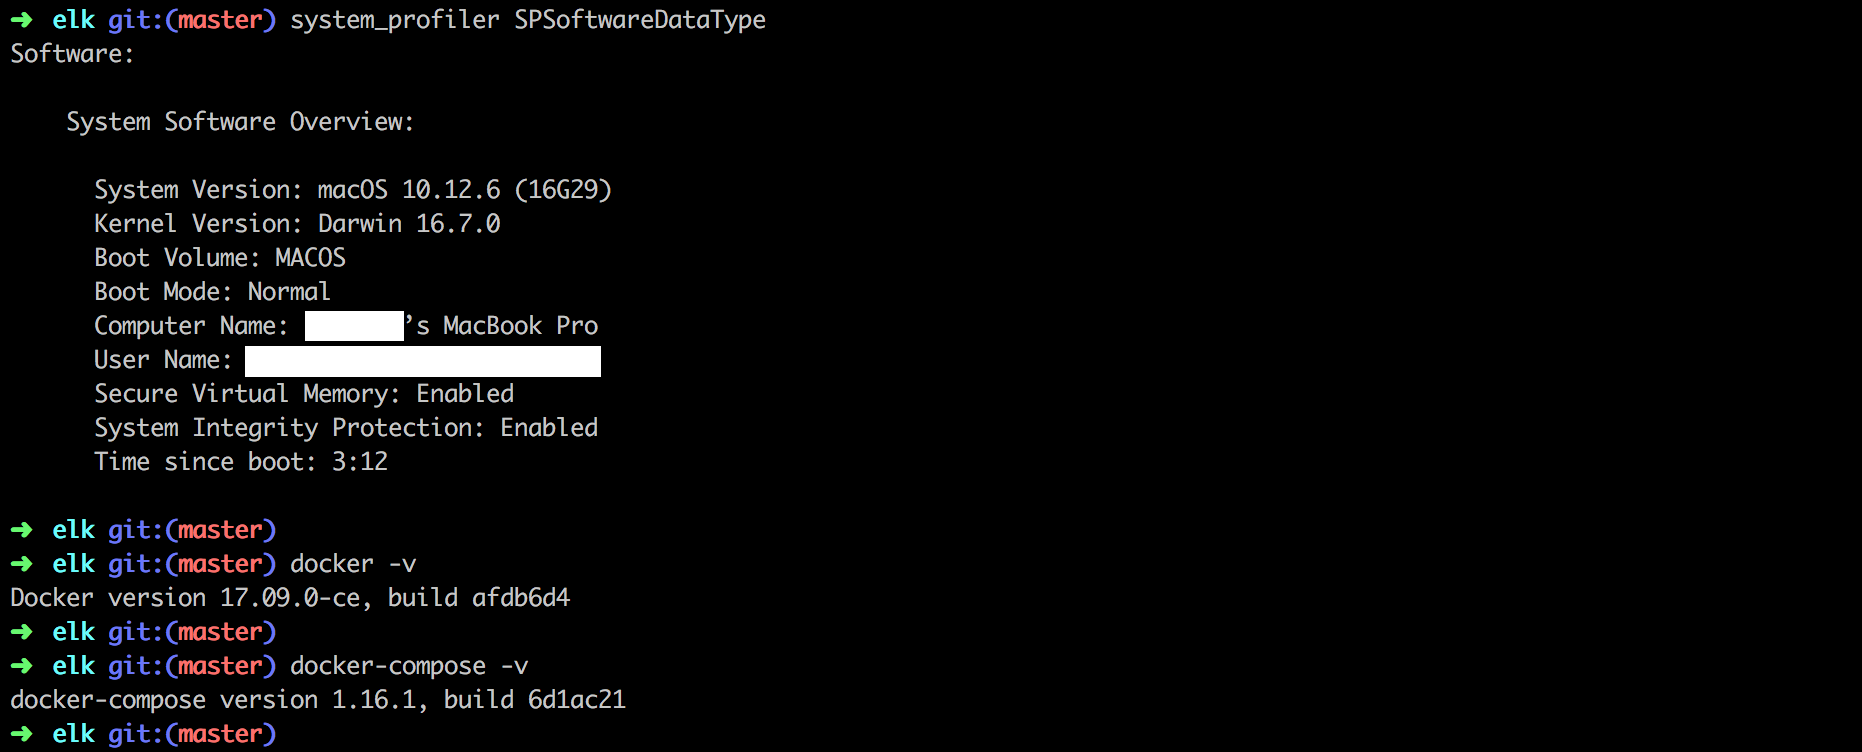 ➜ elk git:(master) system_profiler SPSoftwareDataType
Software:
System Software Overview:
System Version: macOS 10.12.6 (16G29)
Kernel Version: Darwin 16.7.0
Boot Volume: MACOS
Boot Mode: Normal
Computer Name: ’s MacBook Pro
User Name:
Secure Virtual Memory: Enabled
System Integrity Protection: Enabled
Time since boot: 3:12
➜ elk git:(master)
➜ elk git:(master) docker -v
Docker version 17.09.0-ce, build afdb6d4
➜ elk git:(master)
➜ elk git:(master) docker-compose -v
docker-compose version 1.16.1, build 6d1ac21
➜ elk git:(master)